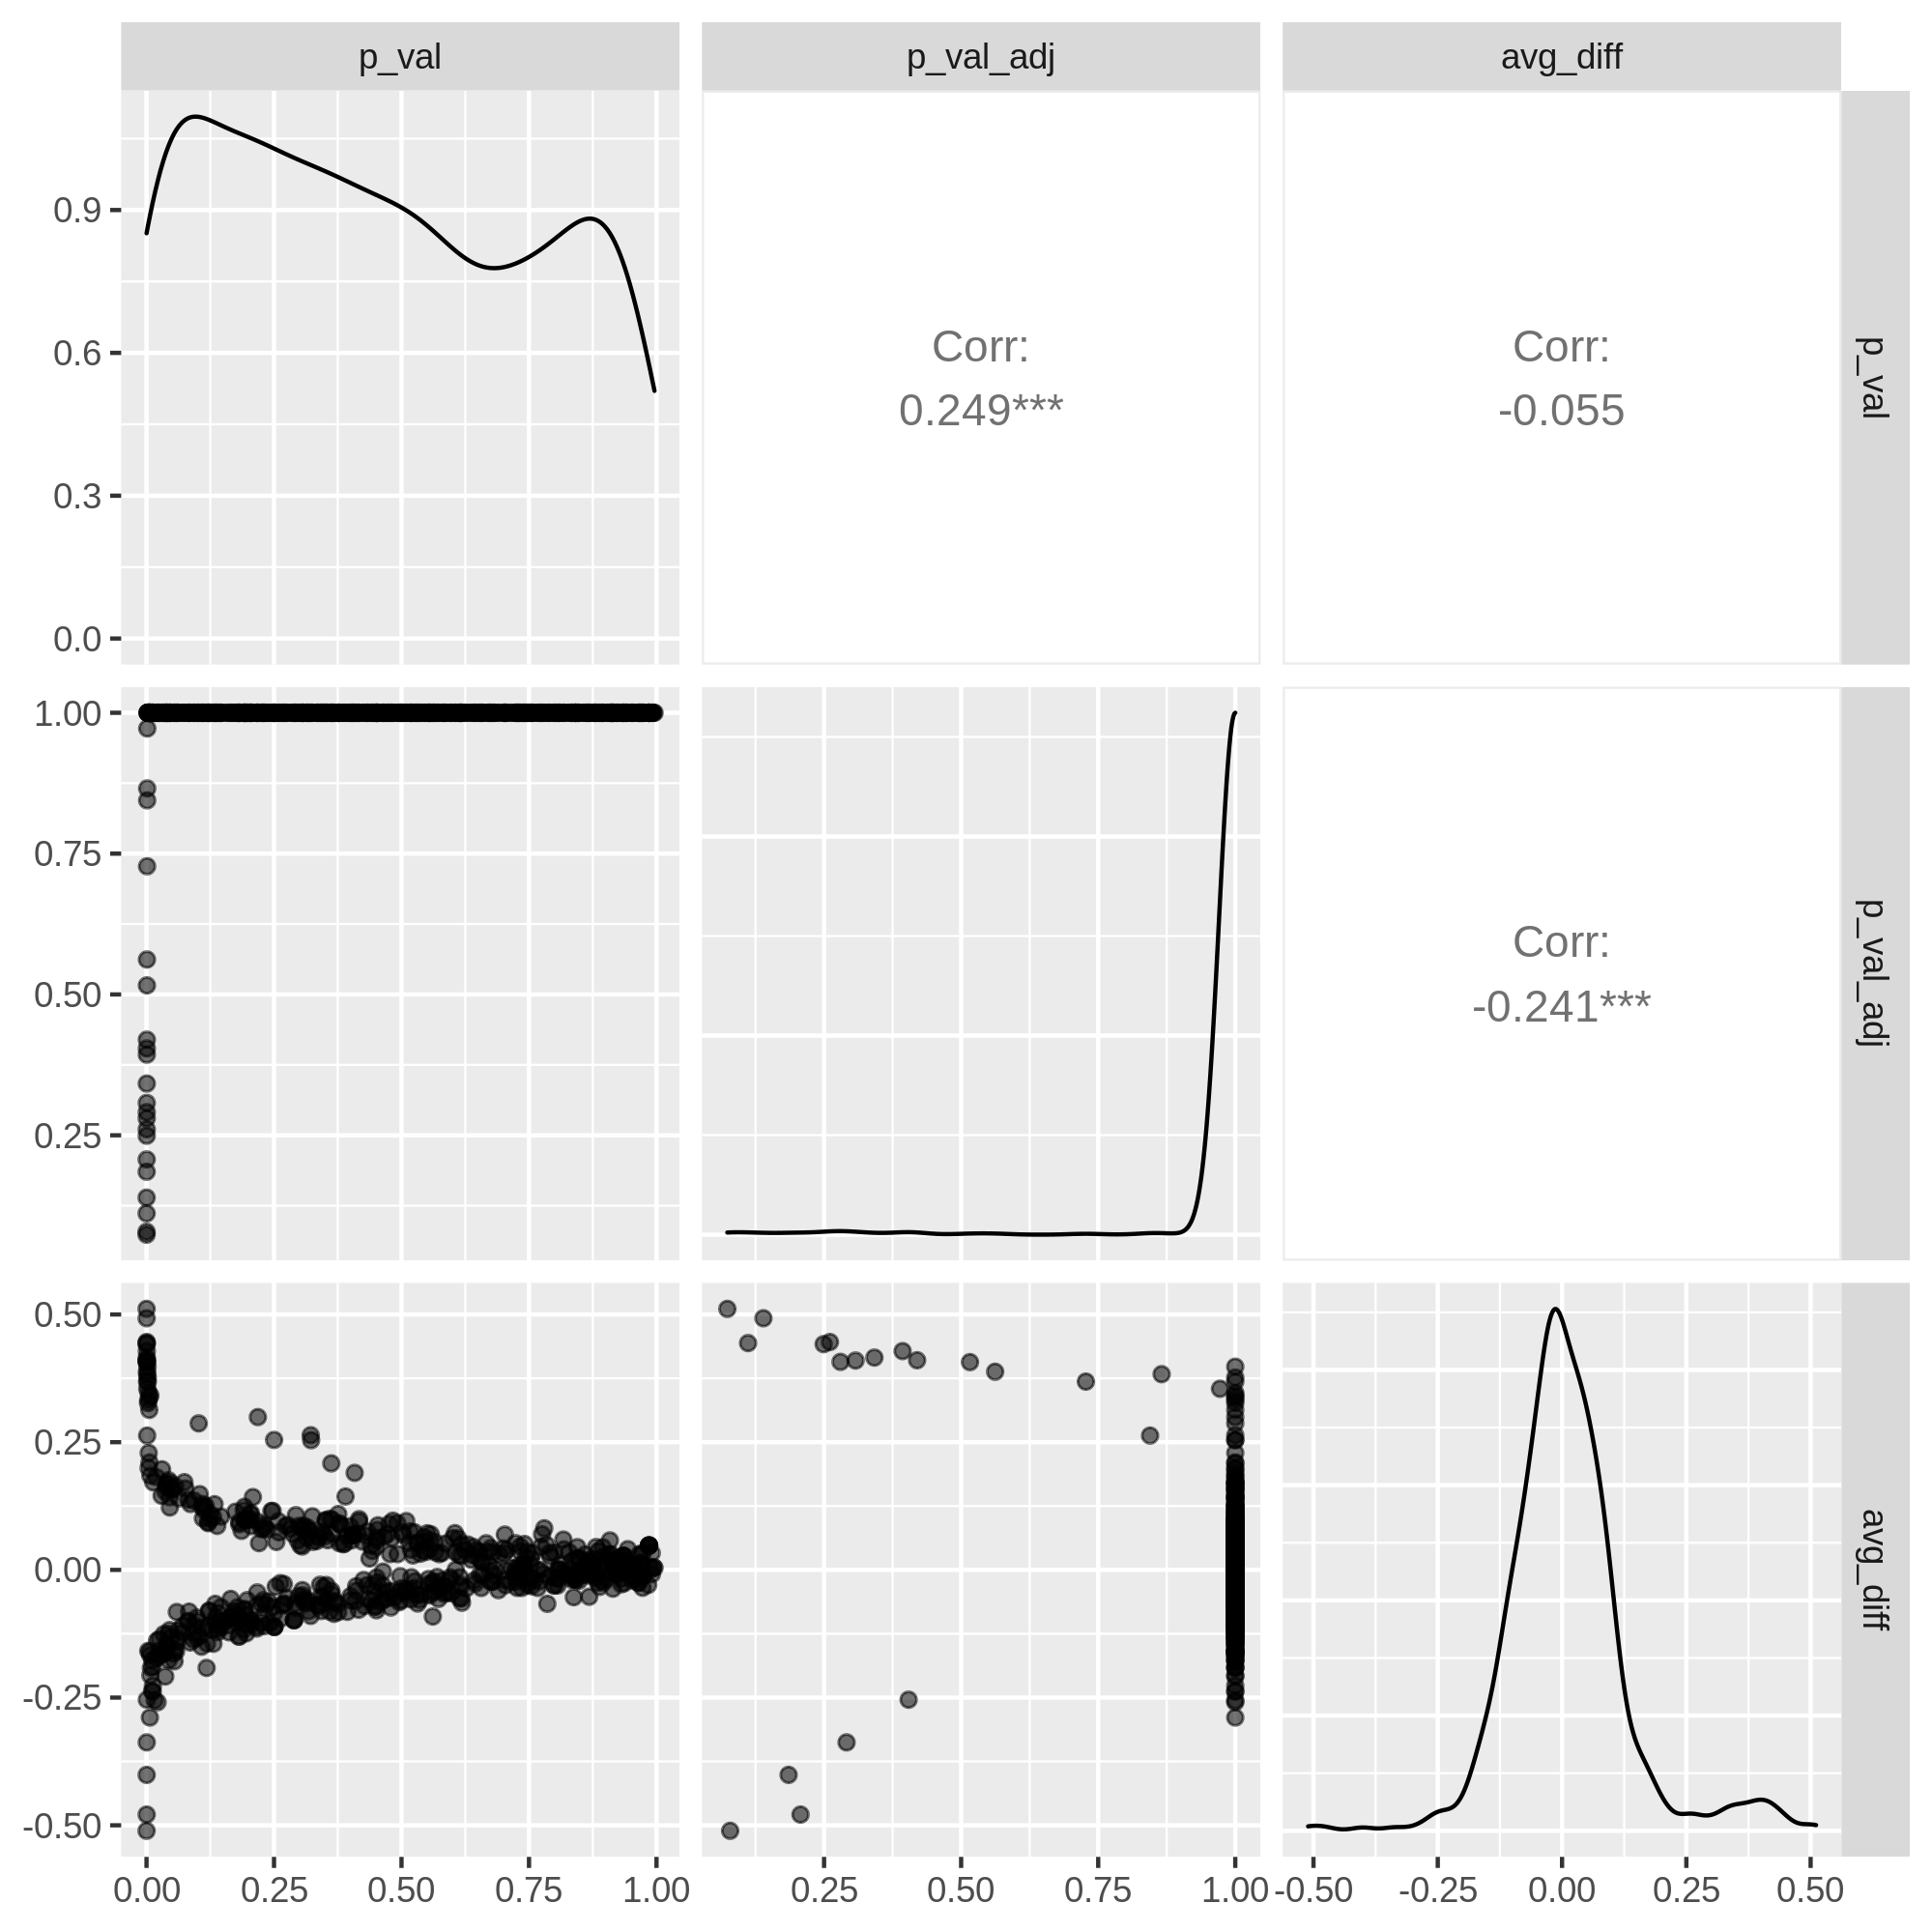 p_val
p_val_adj
avg_diff
0.9
0.6
0.3
0.0
Corr:
0.249***
Corr:
-0.055
p_val
1.00
0.75
0.50
0.25
Corr:
-0.241***
p_val_adj
0.50
0.25
0.00
-0.25
-0.50
avg_diff
0.00 0.25 0.50 0.75 1.00
0.25 0.50 0.75 1.00
-0.50 -0.25 0.00 0.25 0.50